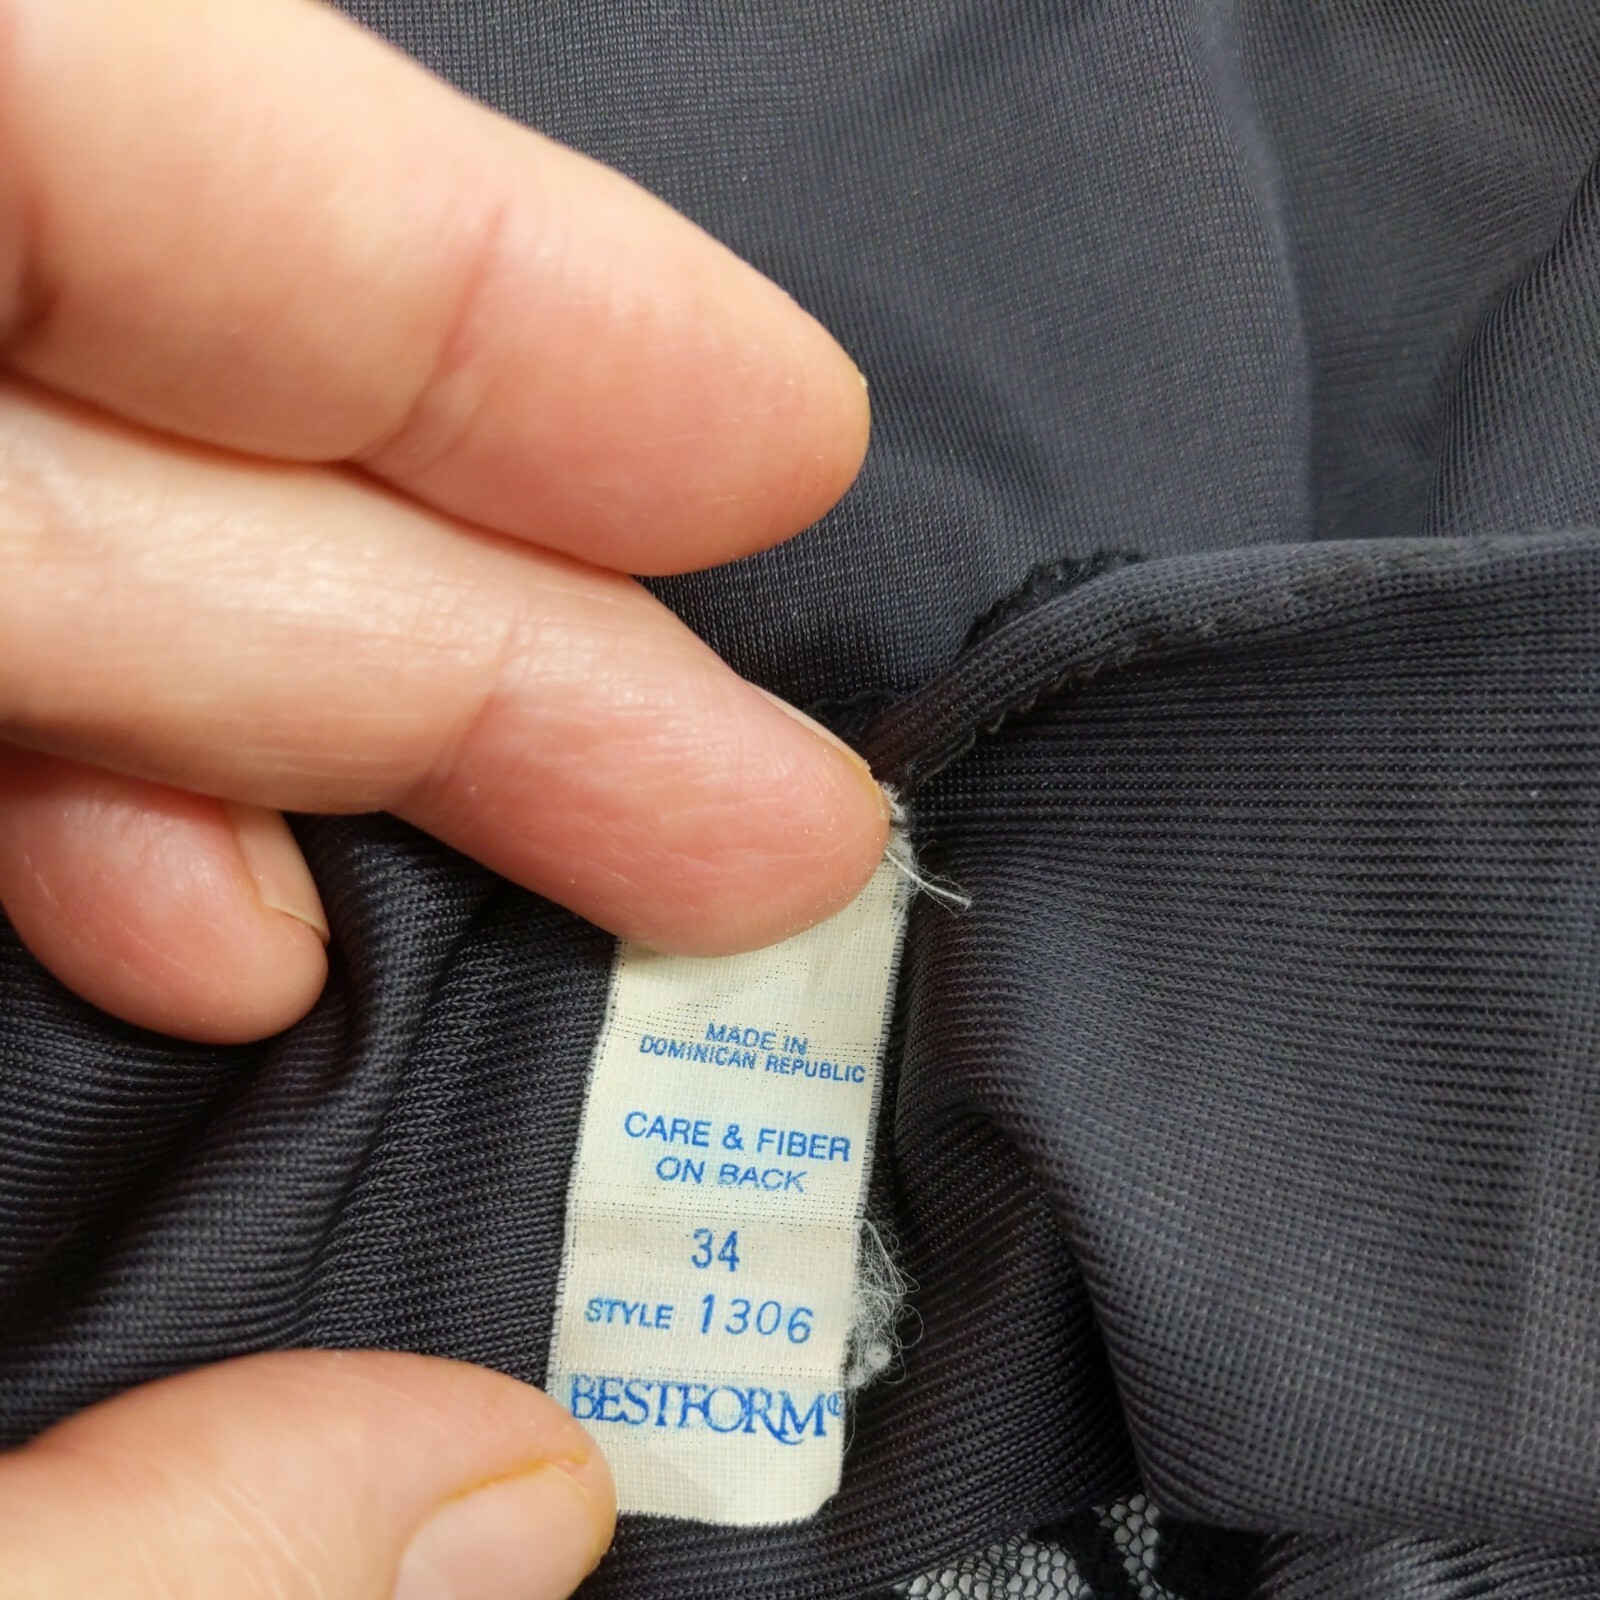 MADE IN
DOMINICAN REPUBLIC
CARE & FIBER
ON BACK
34
STYLE 1306
BESTFORM®